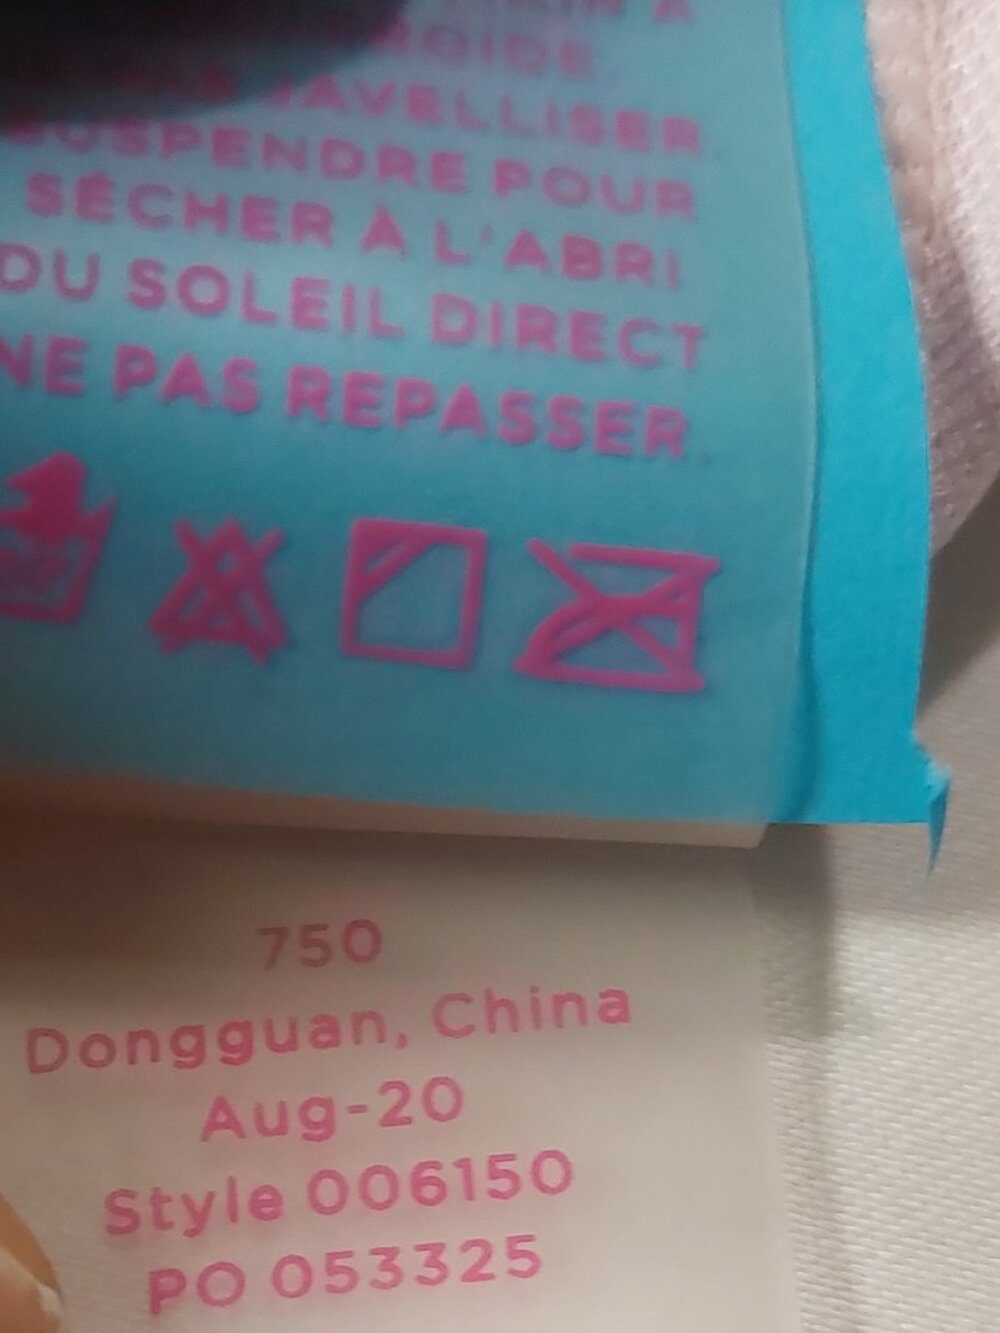 À
JAVELLISER.
SUSPENDRE POUR
SÉCHER À L'ABRI
DU SOLEIL DIRECT
NE PAS REPASSER.
750
Dongguan, China
Aug-20
Style 006150
PO 053325